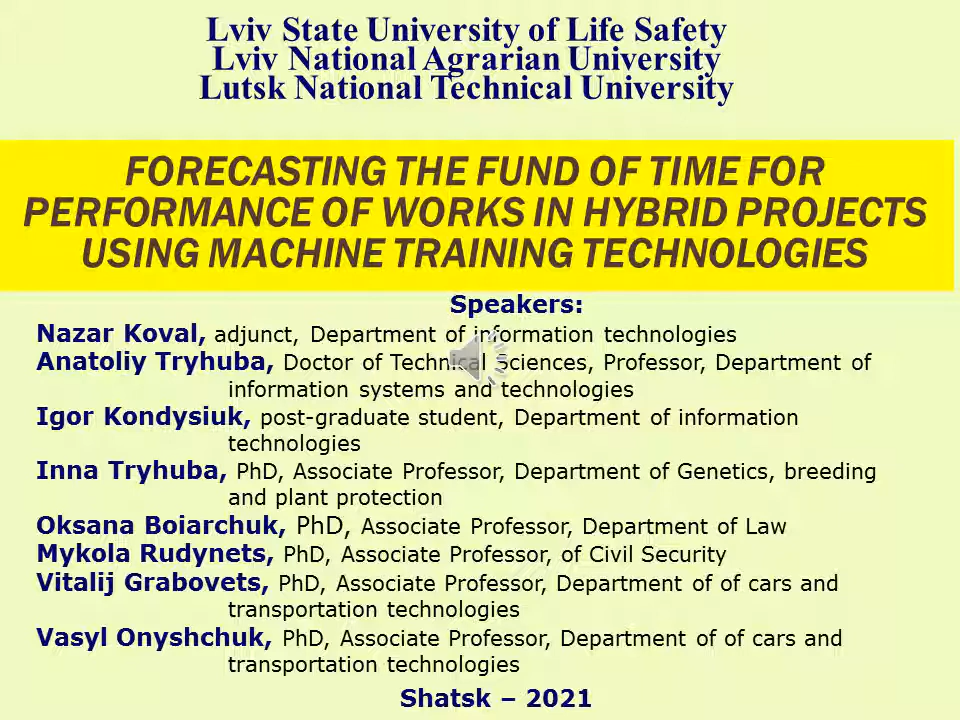 Lviv State University of Life Safety
Lviv National Agrarian University
Lutsk National Technical University
FORECASTING THE FUND OF TIME FOR
PERFORMANCE OF WORKS IN HYBRID PROJECTS
USING MACHINE TRAINING TECHNOLOGIES
Speakers:
Nazar Koval, adjunct, Department of information technologies
Anatoliy Tryhuba, Doctor of Technical Sciences, Professor, Department of
information systems and technologies
Igor Kondysiuk, post-graduate student, Department of information
technologies
Inna Tryhuba, PhD, Associate Professor, Department of Genetics, breeding
and plant protection
Oksana Boiarchuk, PhD, Associate Professor, Department of Law
Mykola Rudynets, PhD, Associate Professor, of Civil Security
Vitalij Grabovets, PhD, Associate Professor, Department of of cars and
transportation technologies
Vasyl Onyshchuk, PhD, Associate Professor, Department of of cars and
transportation technologies
Shatsk – 2021